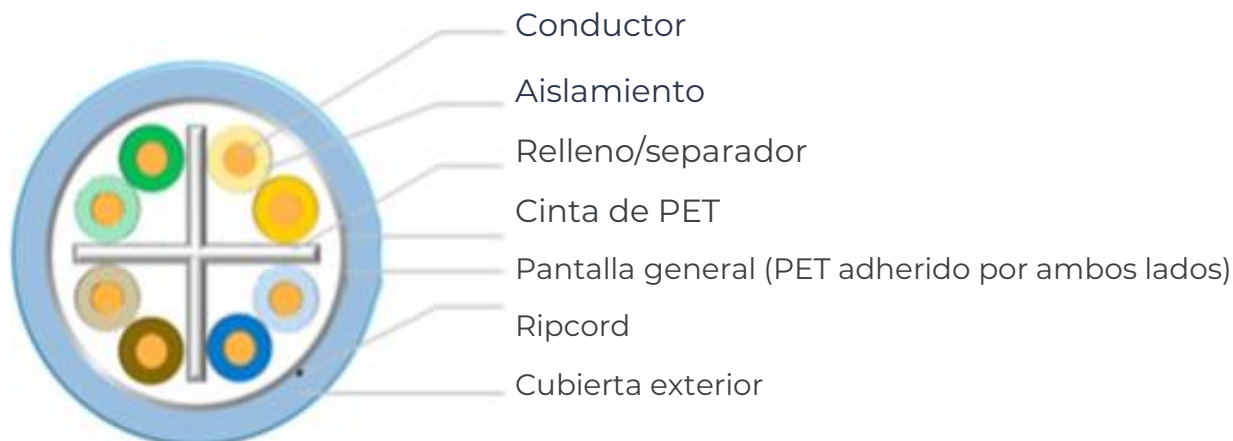 Conductor
Aislamiento
Relleno/separador
Cinta de PET
Pantalla general (PET adherido por ambos lados)
Ripcord
Cubierta exterior